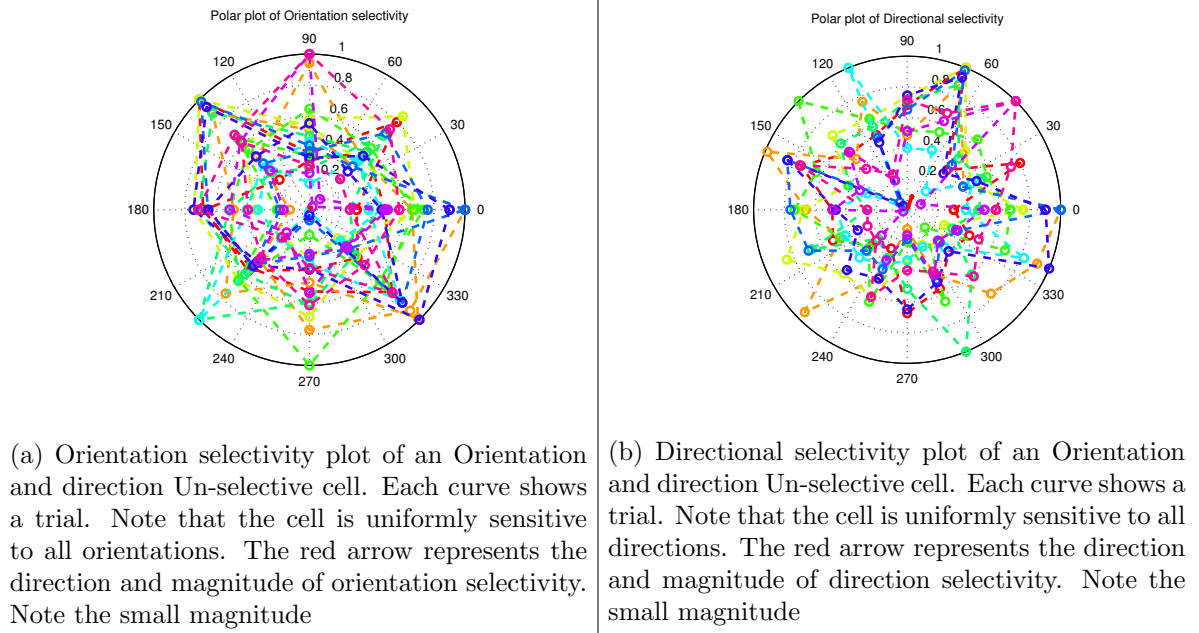 Polar plot of Orientation selectivity
90
1
120
60
0.8
0.6
150
30
0.4
0.2
180
0
210
330
240
300
270
(a) Orientation selectivity plot of an Orientation
and direction Un-selective cell. Each curve shows
a trial. Note that the cell is uniformly sensitive
to all orientations. The red arrow represents the
direction and magnitude of orientation selectivity.
Note the small magnitude
Polar plot of Directional selectivity
90
1
120
60
0.8
0.6
150
30
0.4
0.2
180
0
210
330
240
300
270
(b) Directional selectivity plot of an Orientation
and direction Un-selective cell. Each curve shows a
trial. Note that the cell is uniformly sensitive to all
directions. The red arrow represents the direction
and magnitude of direction selectivity. Note the
small magnitude